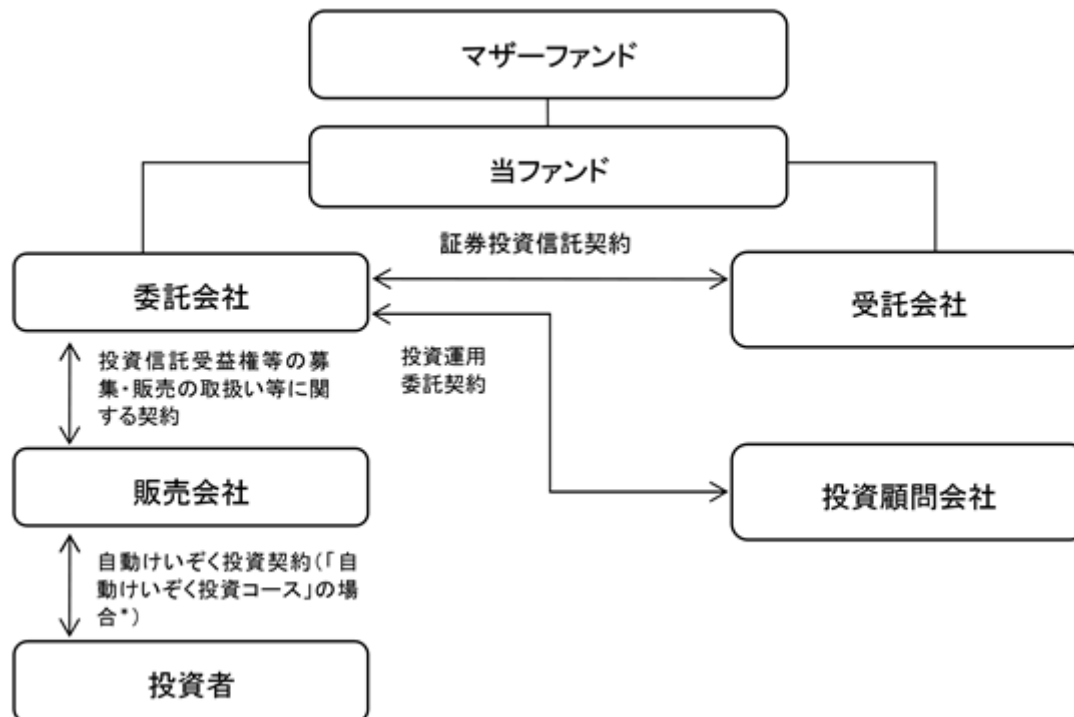 マザーファンド
当ファンド
証券投資信託契約
委託会社
受託会社
投資信託受益権等の募
集・販売の取扱い等に関
する契約
投資運用
委託契約
販売会社
投資顧問会社
自動けいぞく投資契約(「自
動けいぞく投資コース」の場
合*)
投資者